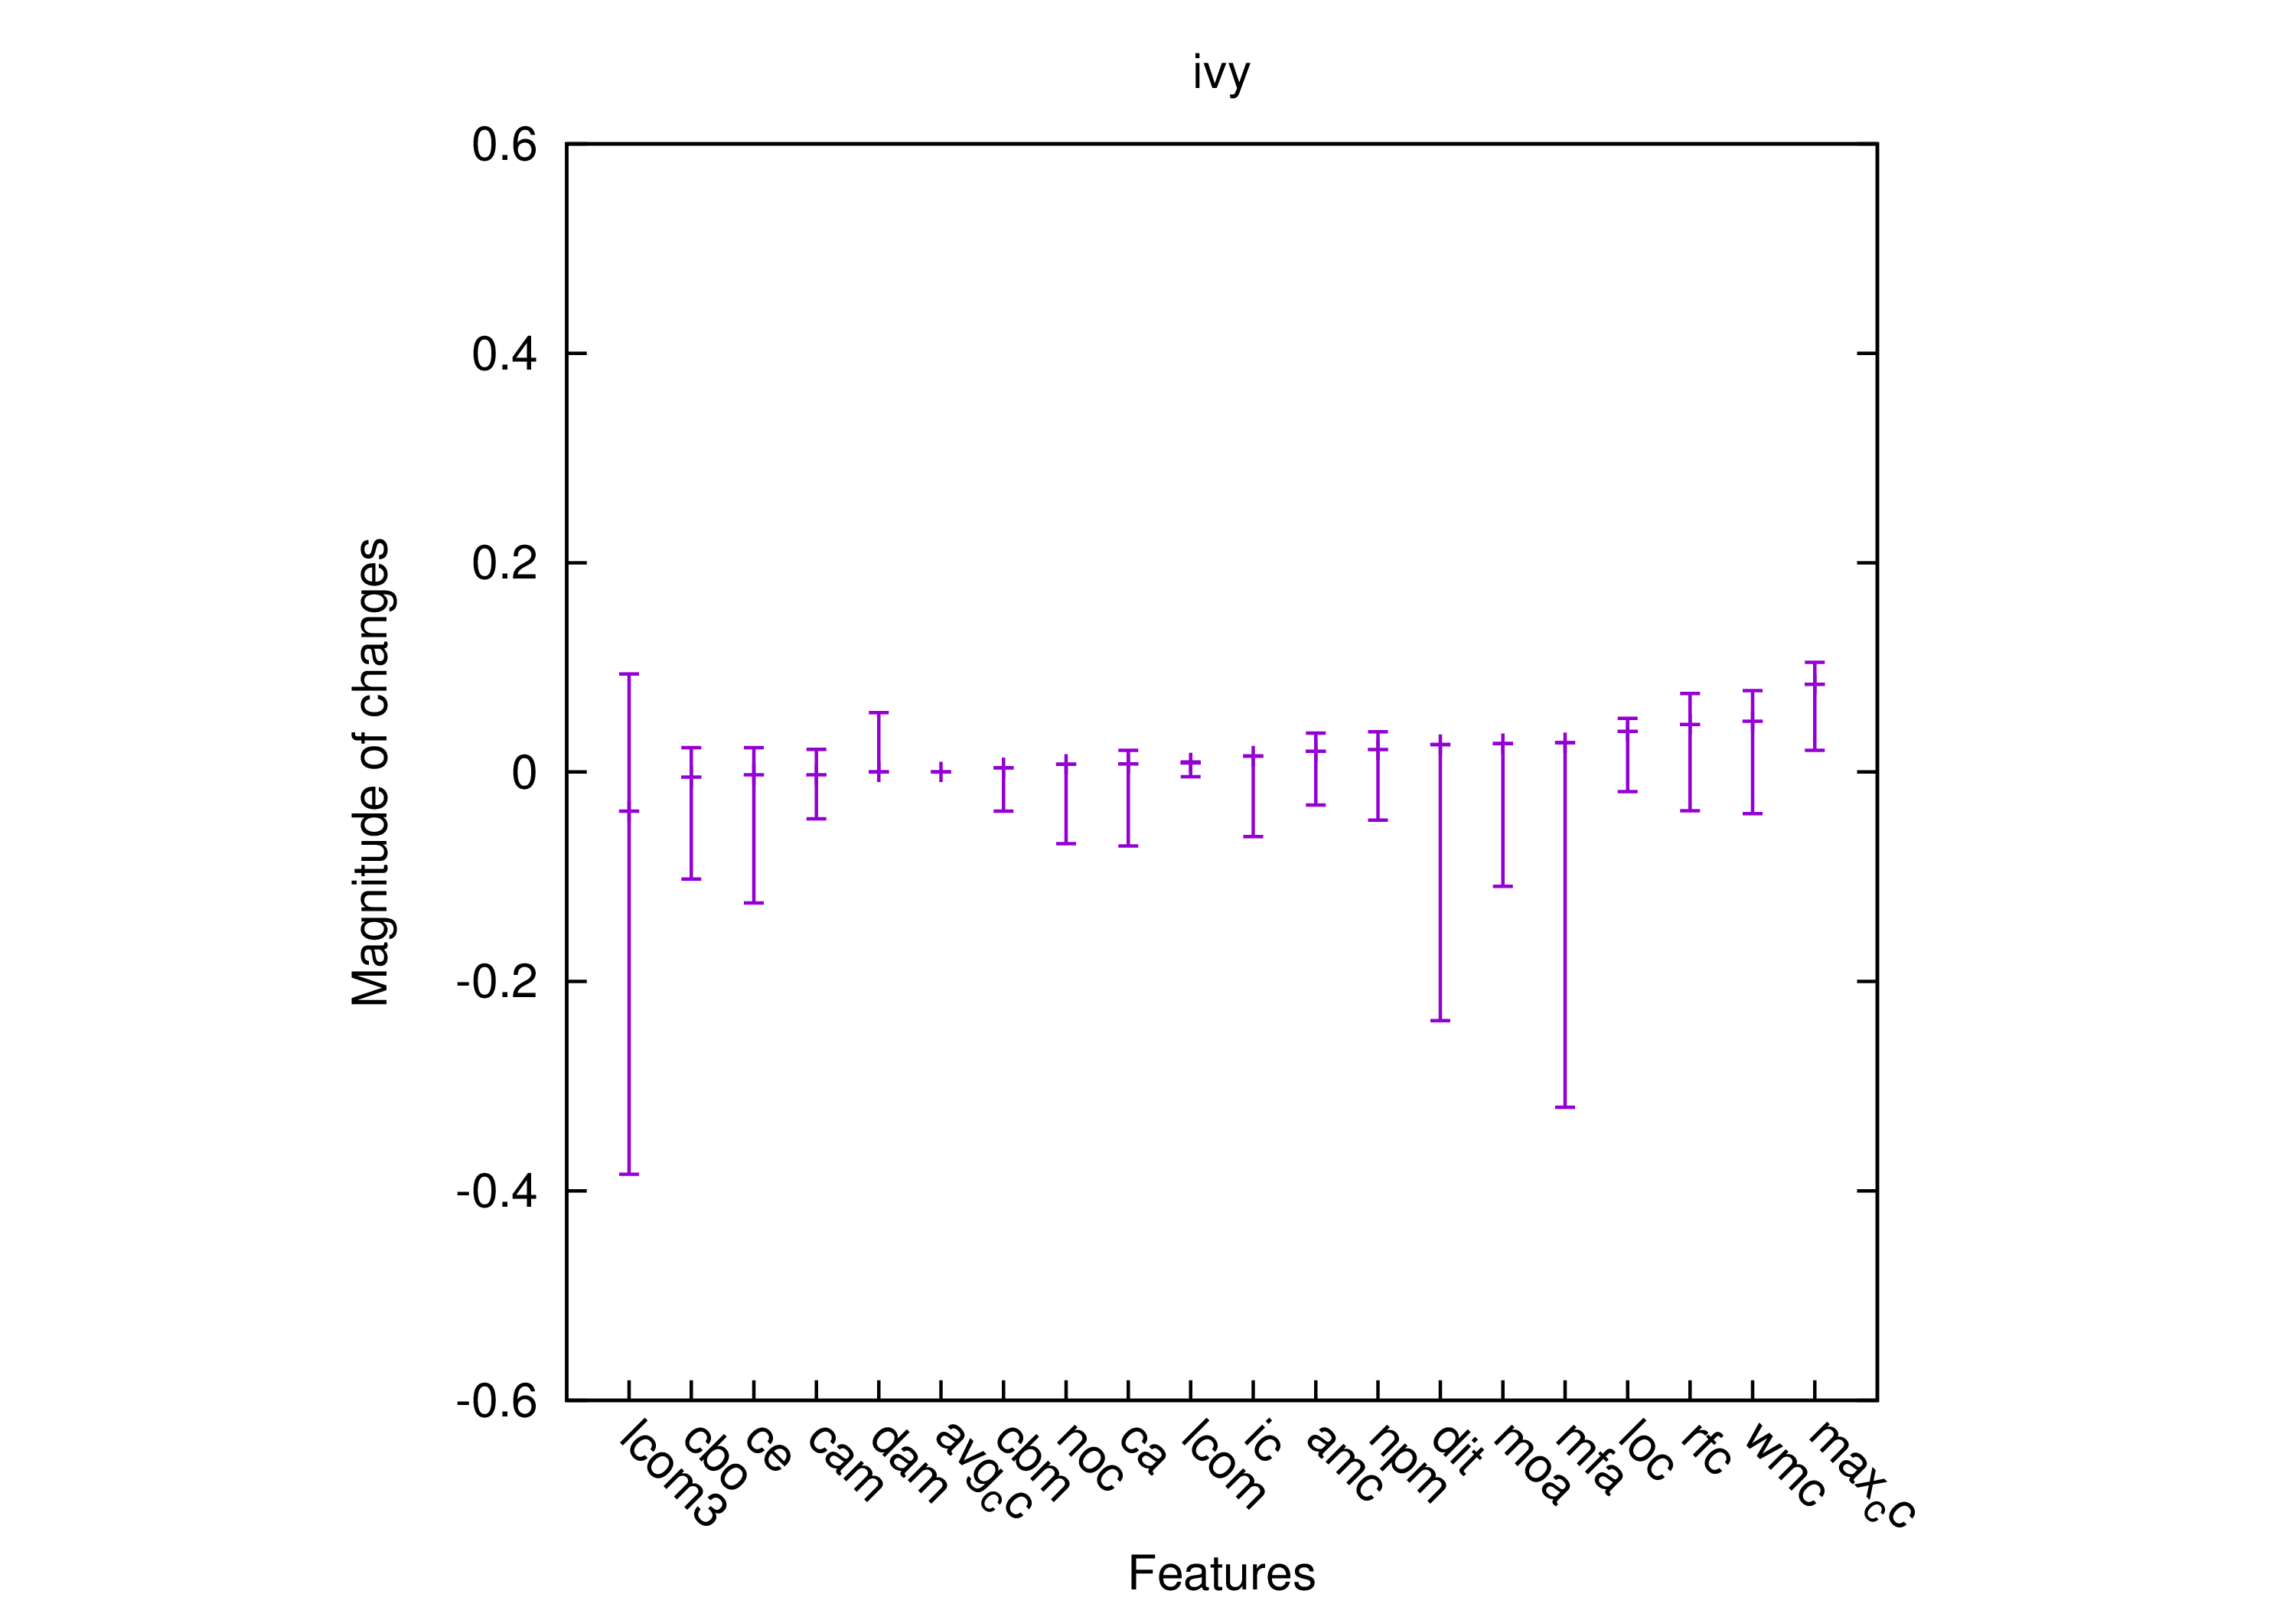 ivy
0.6
0.4
0.2
0
-0.2
-0.4
-0.6
Magnitude of changes
lcom3
cbo
ce
cam
dam
avgcc
cbm
noc
ca
lcom
ic
amc
npm
dit
moa
mfa
loc
rfc
wmc
maxcc
Features